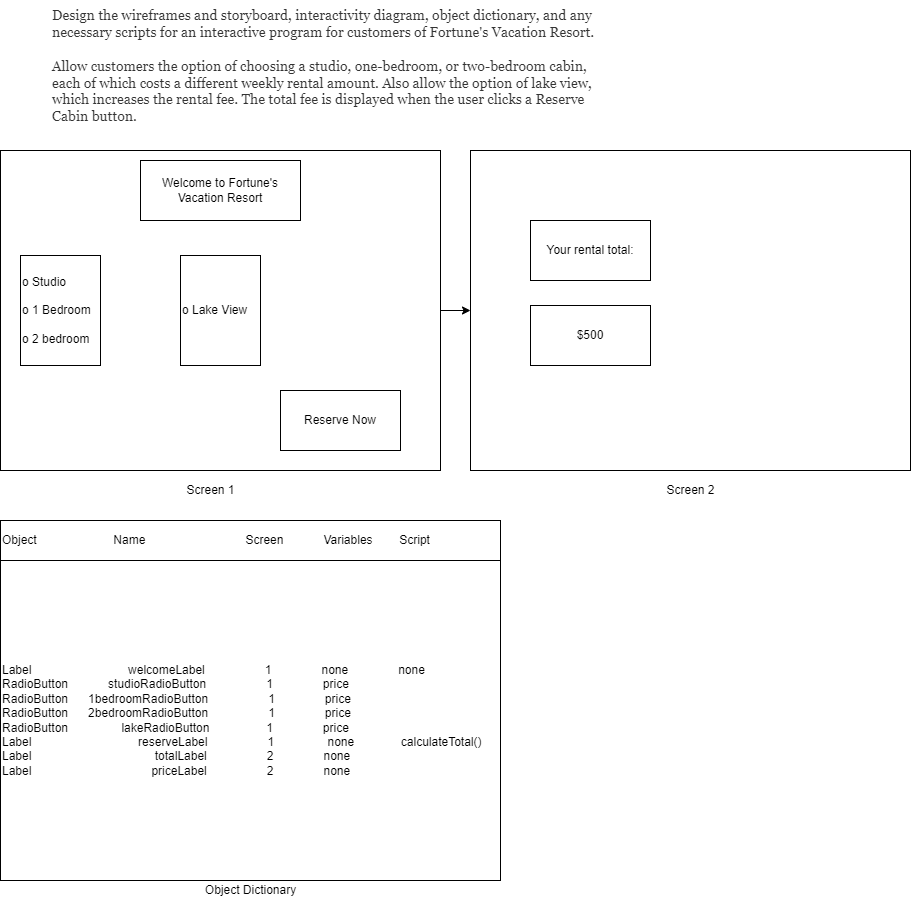 Design the wireframes and storyboard, interactivity diagram, object dictionary, and any
necessary scripts for an interactive program for customers of Fortune's Vacation Resort.
Allow customers the option of choosing a studio, one-bedroom, or two-bedroom cabin,
each of which costs a different weekly rental amount. Also allow the option of lake view,
which increases the rental fee. The total fee is displayed when the user clicks a Reserve
Cabin button.
Welcome to Fortune's
Vacation Resort
o Studio
o 1 Bedroom
o 2 bedroom
o Lake View
Reserve Now
Screen 1
Your rental total:
$500
Screen 2
Object Name Screen Variables Script
Label welcomeLabel 1 none none
RadioButton studioRadioButton 1 price
RadioButton 1bedroomRadioButton 1 price
RadioButton 2bedroomRadioButton 1 price
RadioButton lakeRadioButton 1 price
Label reserveLabel 1 none calculateTotal()
Label totalLabel 2 none
Label priceLabel 2 none
Object Dictionary